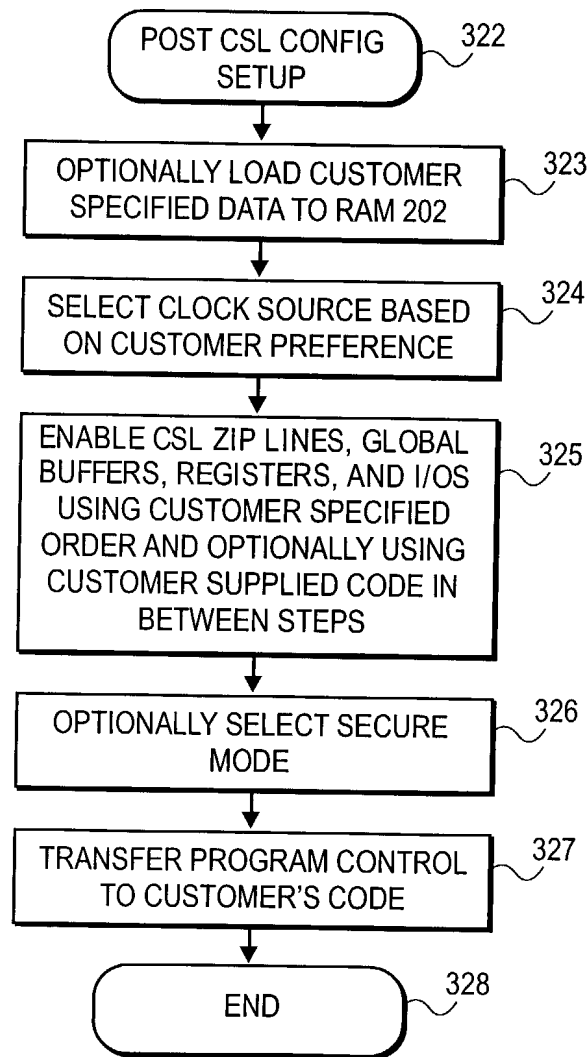 POST CSL CONFIG
SETUP
322
OPTIONALLY LOAD CUSTOMER
SPECIFIED DATA TO RAM 202
323
SELECT CLOCK SOURCE BASED
ON CUSTOMER PREFERENCE
324
ENABLE CSL ZIP LINES, GLOBAL
BUFFERS, REGISTERS, AND I/OS
USING CUSTOMER SPECIFIED
ORDER AND OPTIONALLY USING
CUSTOMER SUPPLIED CODE IN
BETWEEN STEPS
325
OPTIONALLY SELECT SECURE
MODE
326
TRANSFER PROGRAM CONTROL
TO CUSTOMER'S CODE
327
END
328